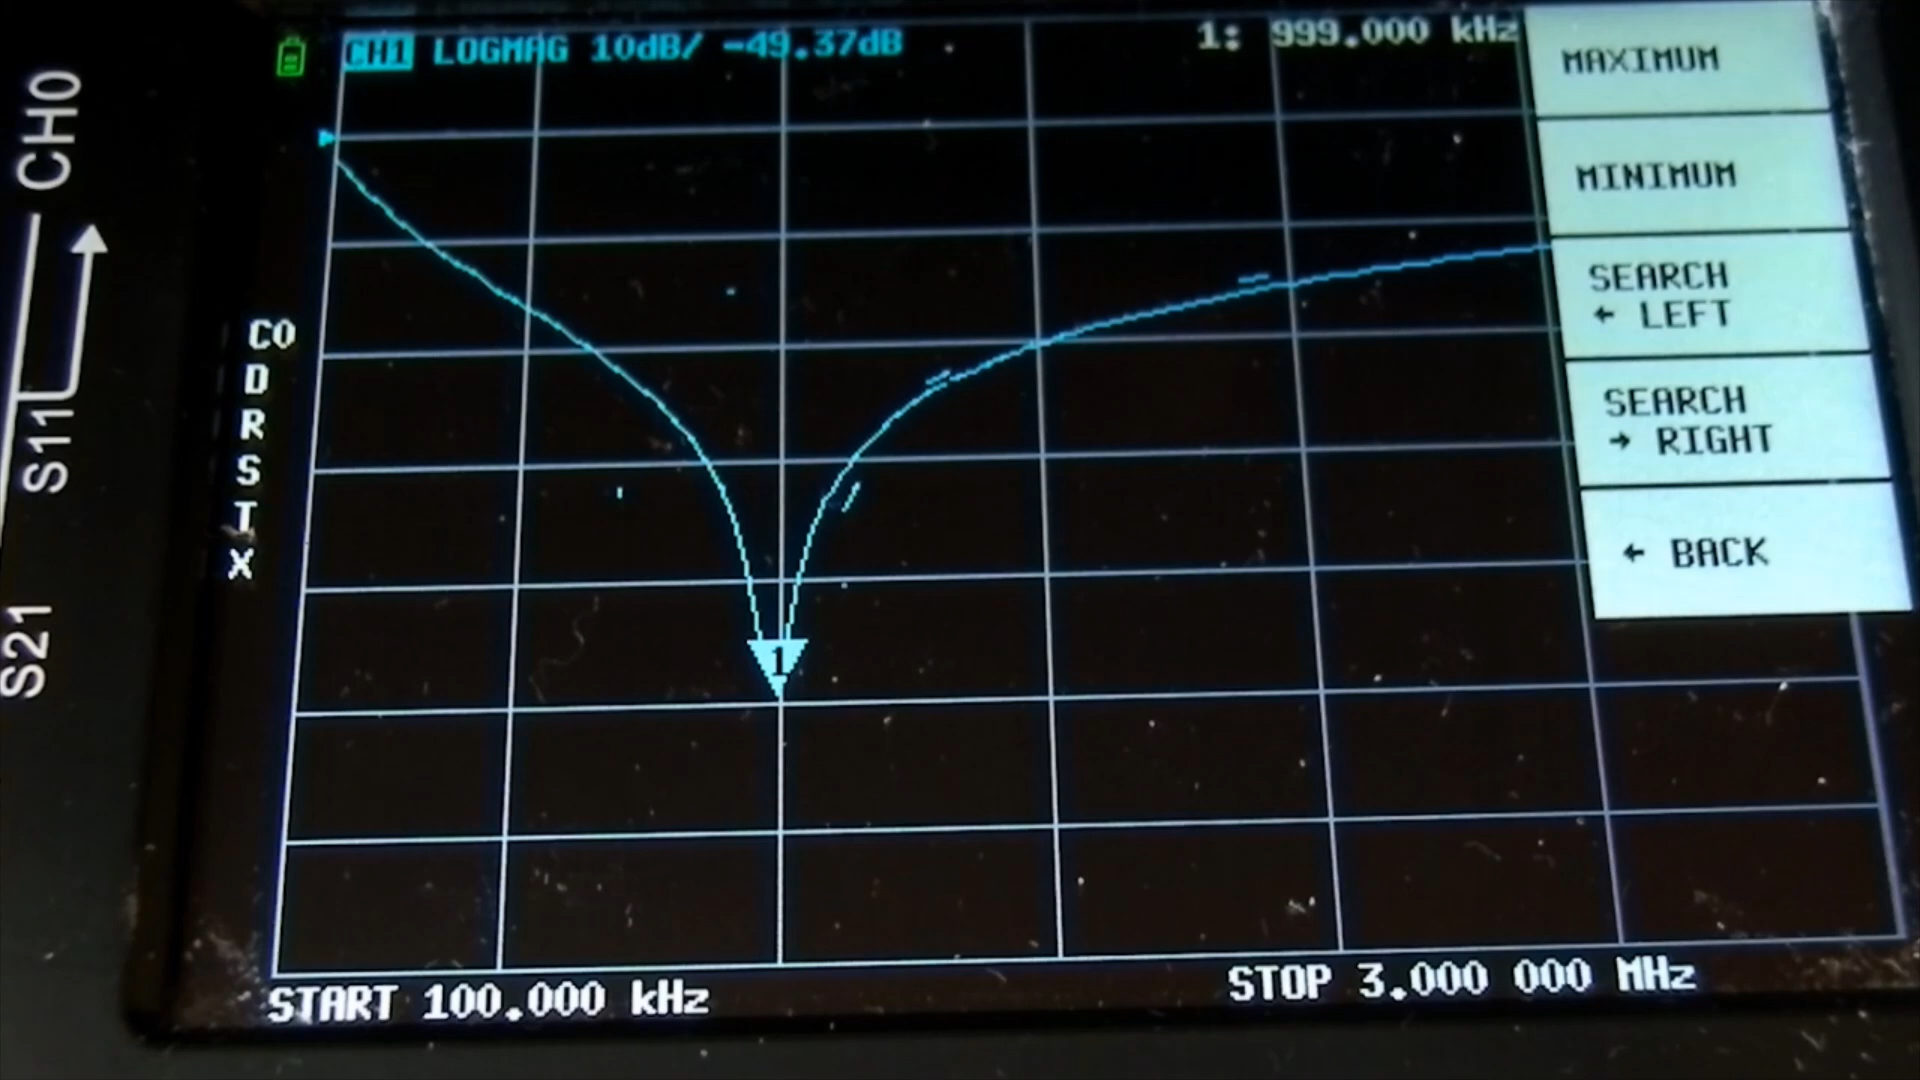 CH1 LOGMAG 10dB/ -49.37dB
1: 999.000 kHz
MAXIMUM
MINIMUM
SEARCH
← LEFT
SEARCH
→ RIGHT
← BACK
CH0
S11
S21
C0
D
R
S
T
X
1
START 100.000 kHz
STOP 3.000 000 MHz